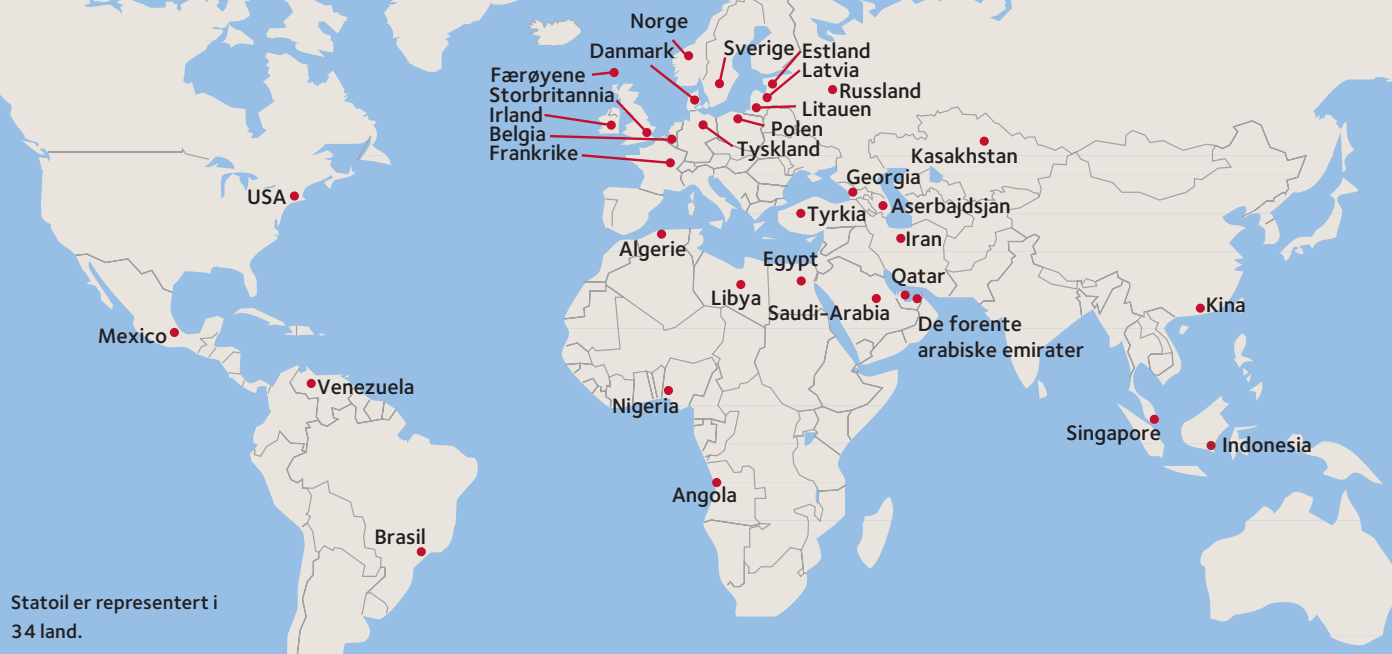 Norge
Danmark
Sverige
Estland
Latvia
Færøyene
Russland
Storbritannia
Litauen
Irland
Polen
Belgia
Tyskland
Frankrike
Kasakhstan
Georgia
USA
Aserbajdsjan
Tyrkia
Iran
Algerie
Egypt
Qatar
Libya
Saudi-Arabia
Kina
De forente
arabiske emirater
Mexico
Venezuela
Nigeria
Singapore
Indonesia
Angola
Brasil
Statoil er representert i
34 land.